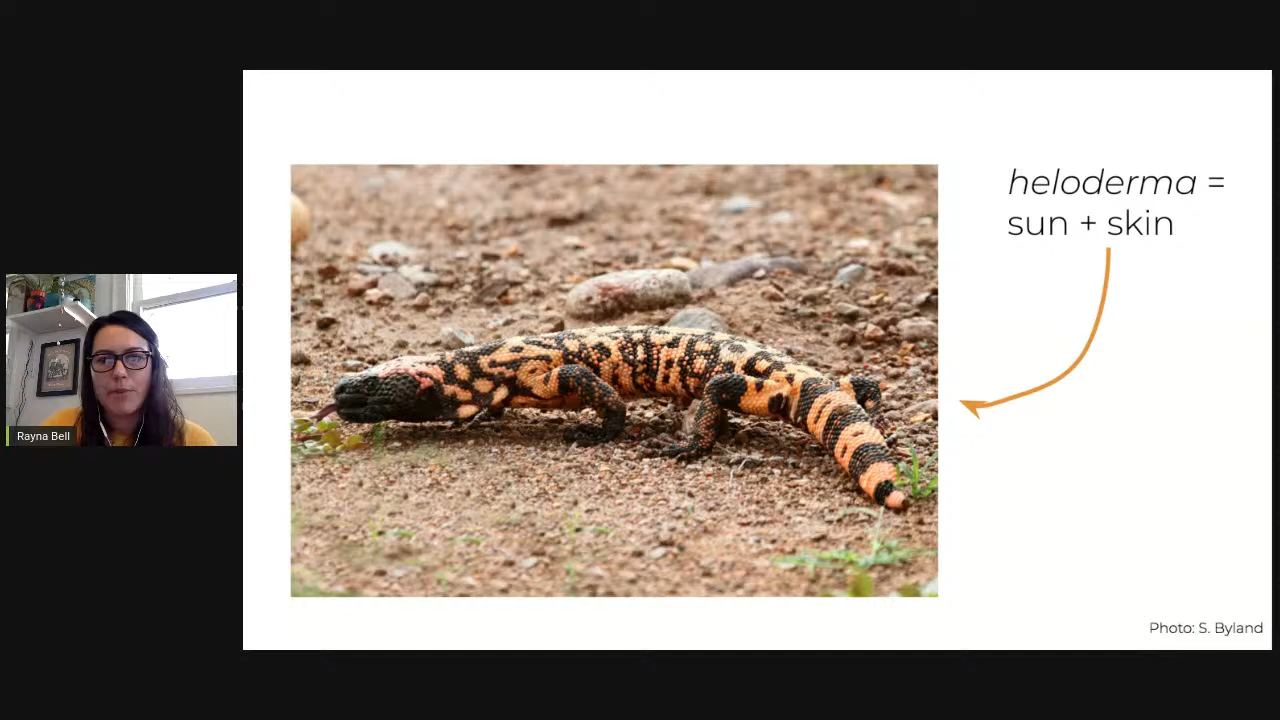 heloderma =
sun + skin
Rayna Bell
Photo: S. Byland